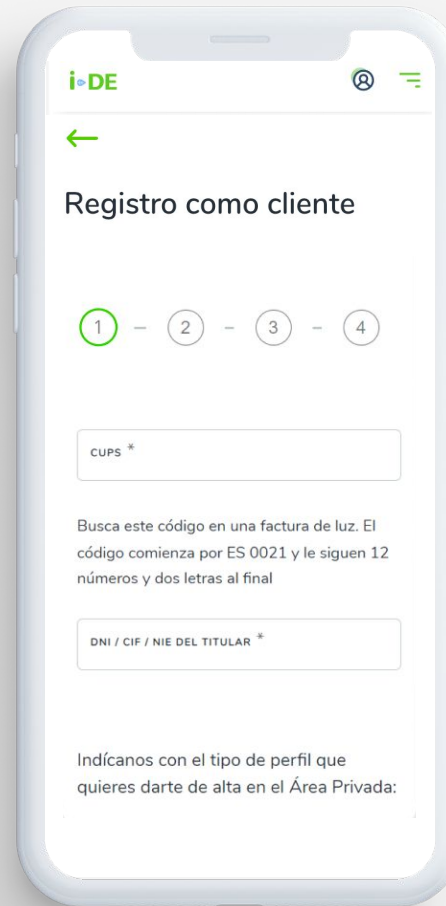 i-DE
Registro como cliente
1 - 2 - 3 - 4
CUPS *
Busca este código en una factura de luz. El
código comienza por ES 0021 y le siguen 12
números y dos letras al final
DNI / CIF / NIE DEL TITULAR *
Indícanos con el tipo de perfil que
quieres darte de alta en el Área Privada: